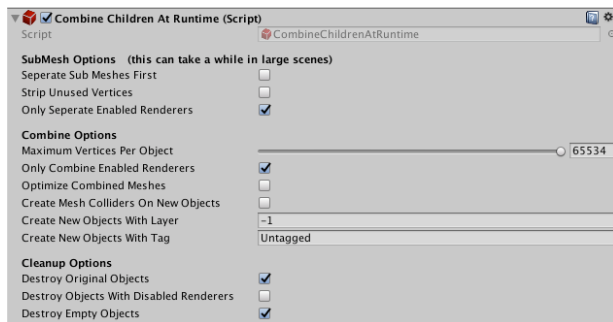 Combine Children At Runtime (Script)
Script CombineChildrenAtRuntime
SubMesh Options (this can take a while in large scenes)
Seperate Sub Meshes First
Strip Unused Vertices
Only Seperate Enabled Renderers
Combine Options
Maximum Vertices Per Object 65534
Only Combine Enabled Renderers
Optimize Combined Meshes
Create Mesh Colliders On New Objects
Create New Objects With Layer -1
Create New Objects With Tag Untagged
Cleanup Options
Destroy Original Objects
Destroy Objects With Disabled Renderers
Destroy Empty Objects